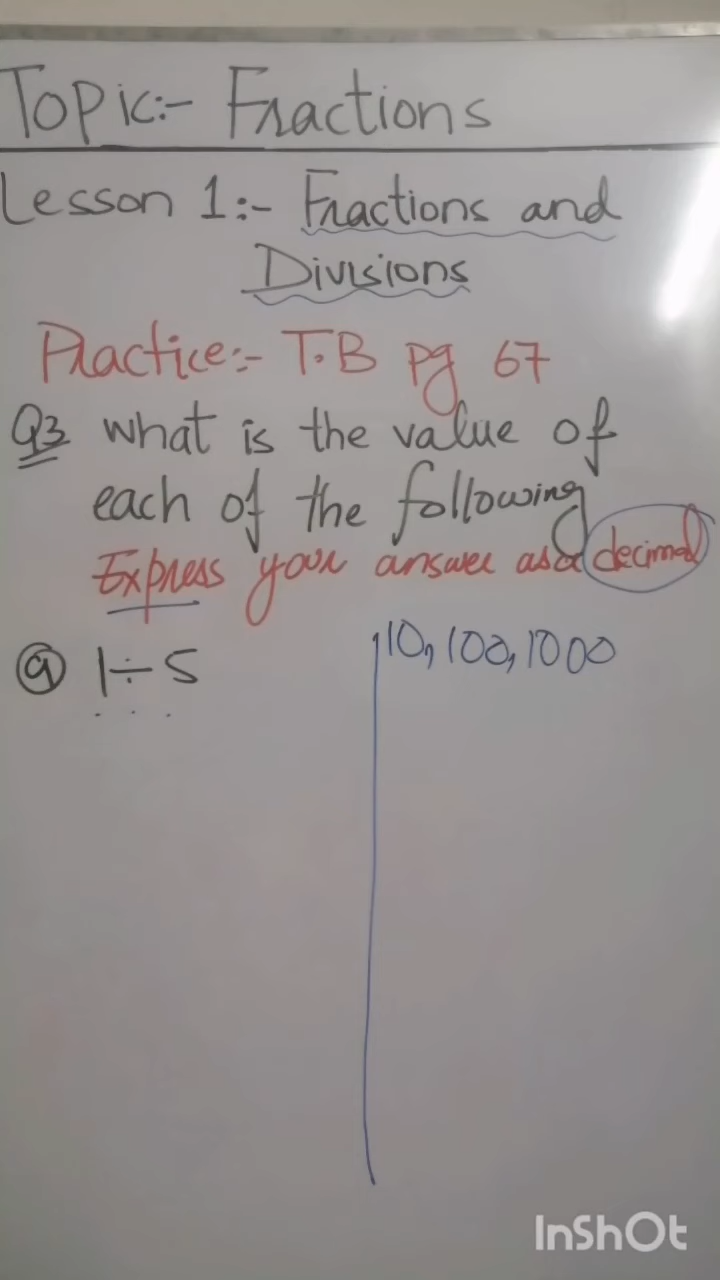 Topic:- Fractions
Lesson 1:- Fractions and
Divisions
Practice:- T.B pg 67
Q3 What is the value of
each of the following
Express your answer as a decimal
a 1÷5
10, 100, 1000
InShOt